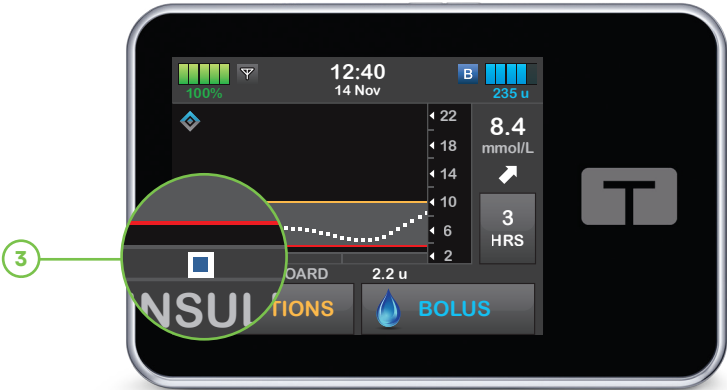 12:40
14 Nov
B
100%
235 u
22
18
14
10
6
2
8.4
mmol/L
3
HRS
3
OARD 2.2 u
NSUL
TIONS
BOLUS
T